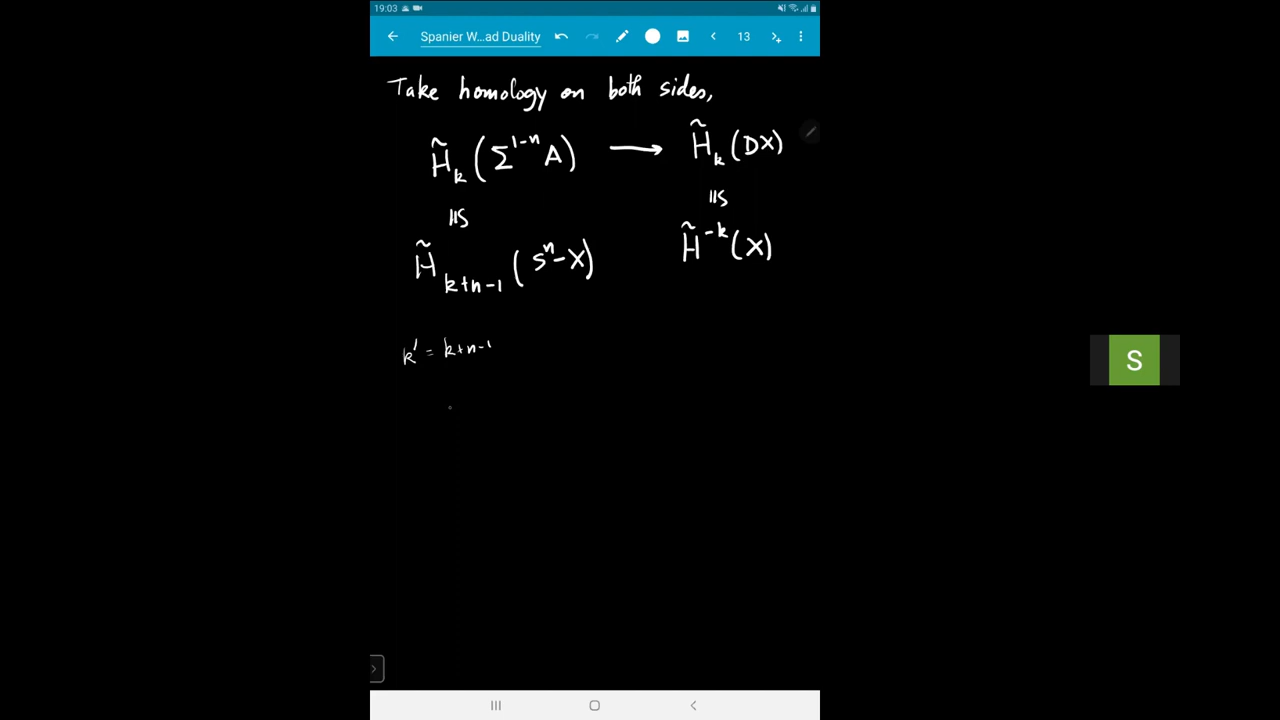 19:03
Spanier W...ad Duality
13
Take homology on both sides,
H̃_k(Σ^{1-n} A) ⟶ H̃_k(DX)
≅ ≅
H̃_{k+n-1}(S^n - X) H̃^{-k}(X)
k' = k+n-1
S